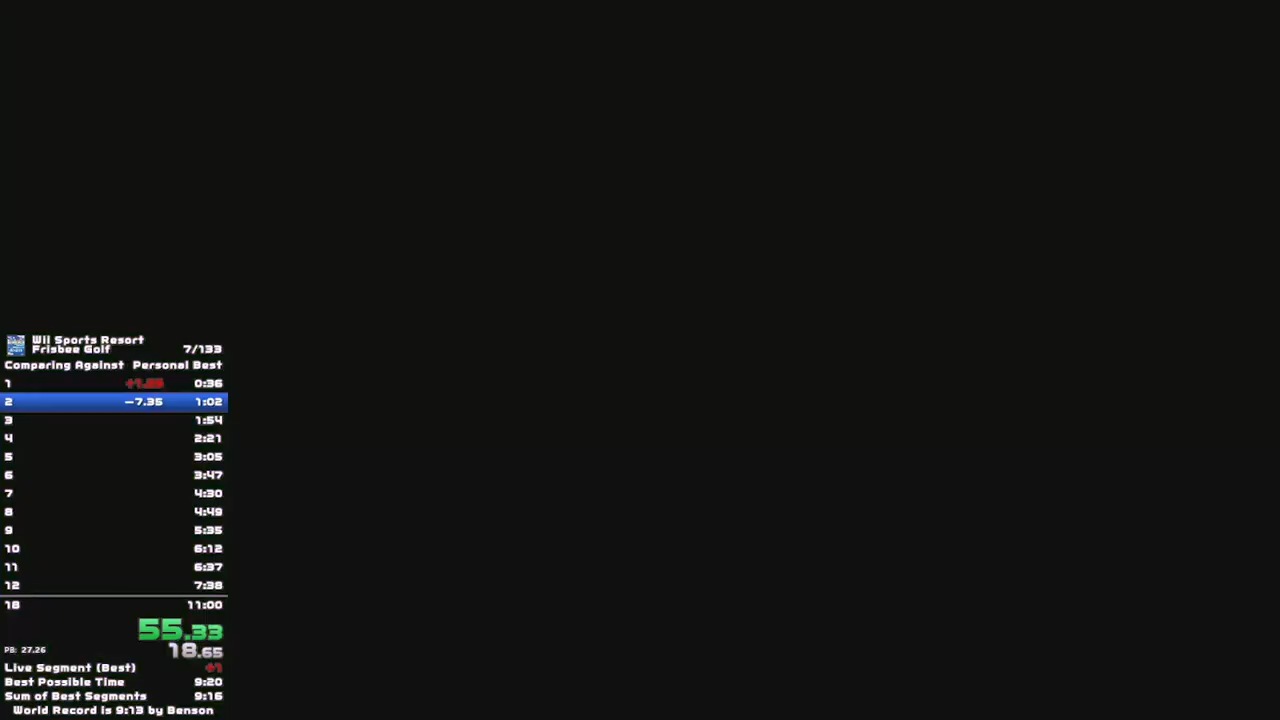 Wii Sports Resort
Frisbee Golf 7/133
Comparing Against Personal Best
1 0:36
2 -7.35 1:02
3 1:54
4 2:21
5 3:05
6 3:47
7 4:30
8 4:49
9 5:35
10 6:12
11 6:37
12 7:38
18 11:00
55.33
PB: 27.26 18.65
Live Segment (Best) +1
Best Possible Time 9:20
Sum of Best Segments 9:16
World Record is 9:13 by Benson